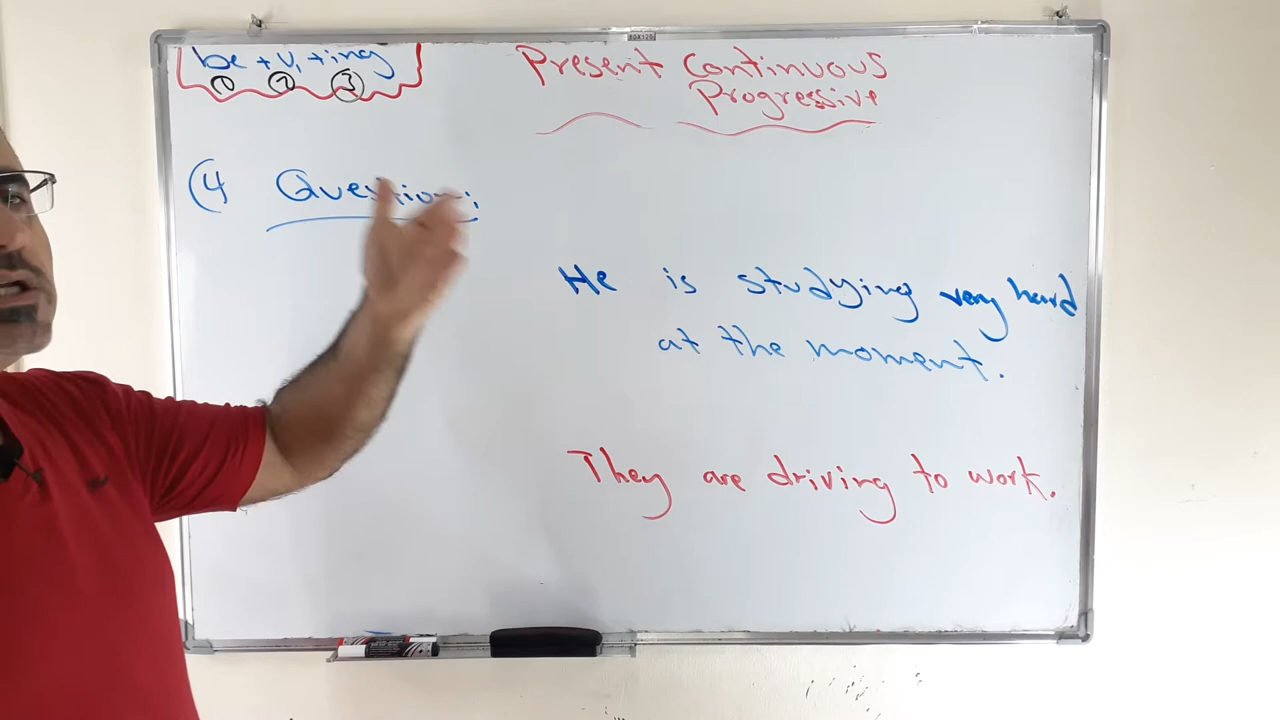 be + v₁ + ing
1 2 3
Present Continuous
Progressive
(4 Question:
He is studying very hard
at the moment.
They are driving to work.